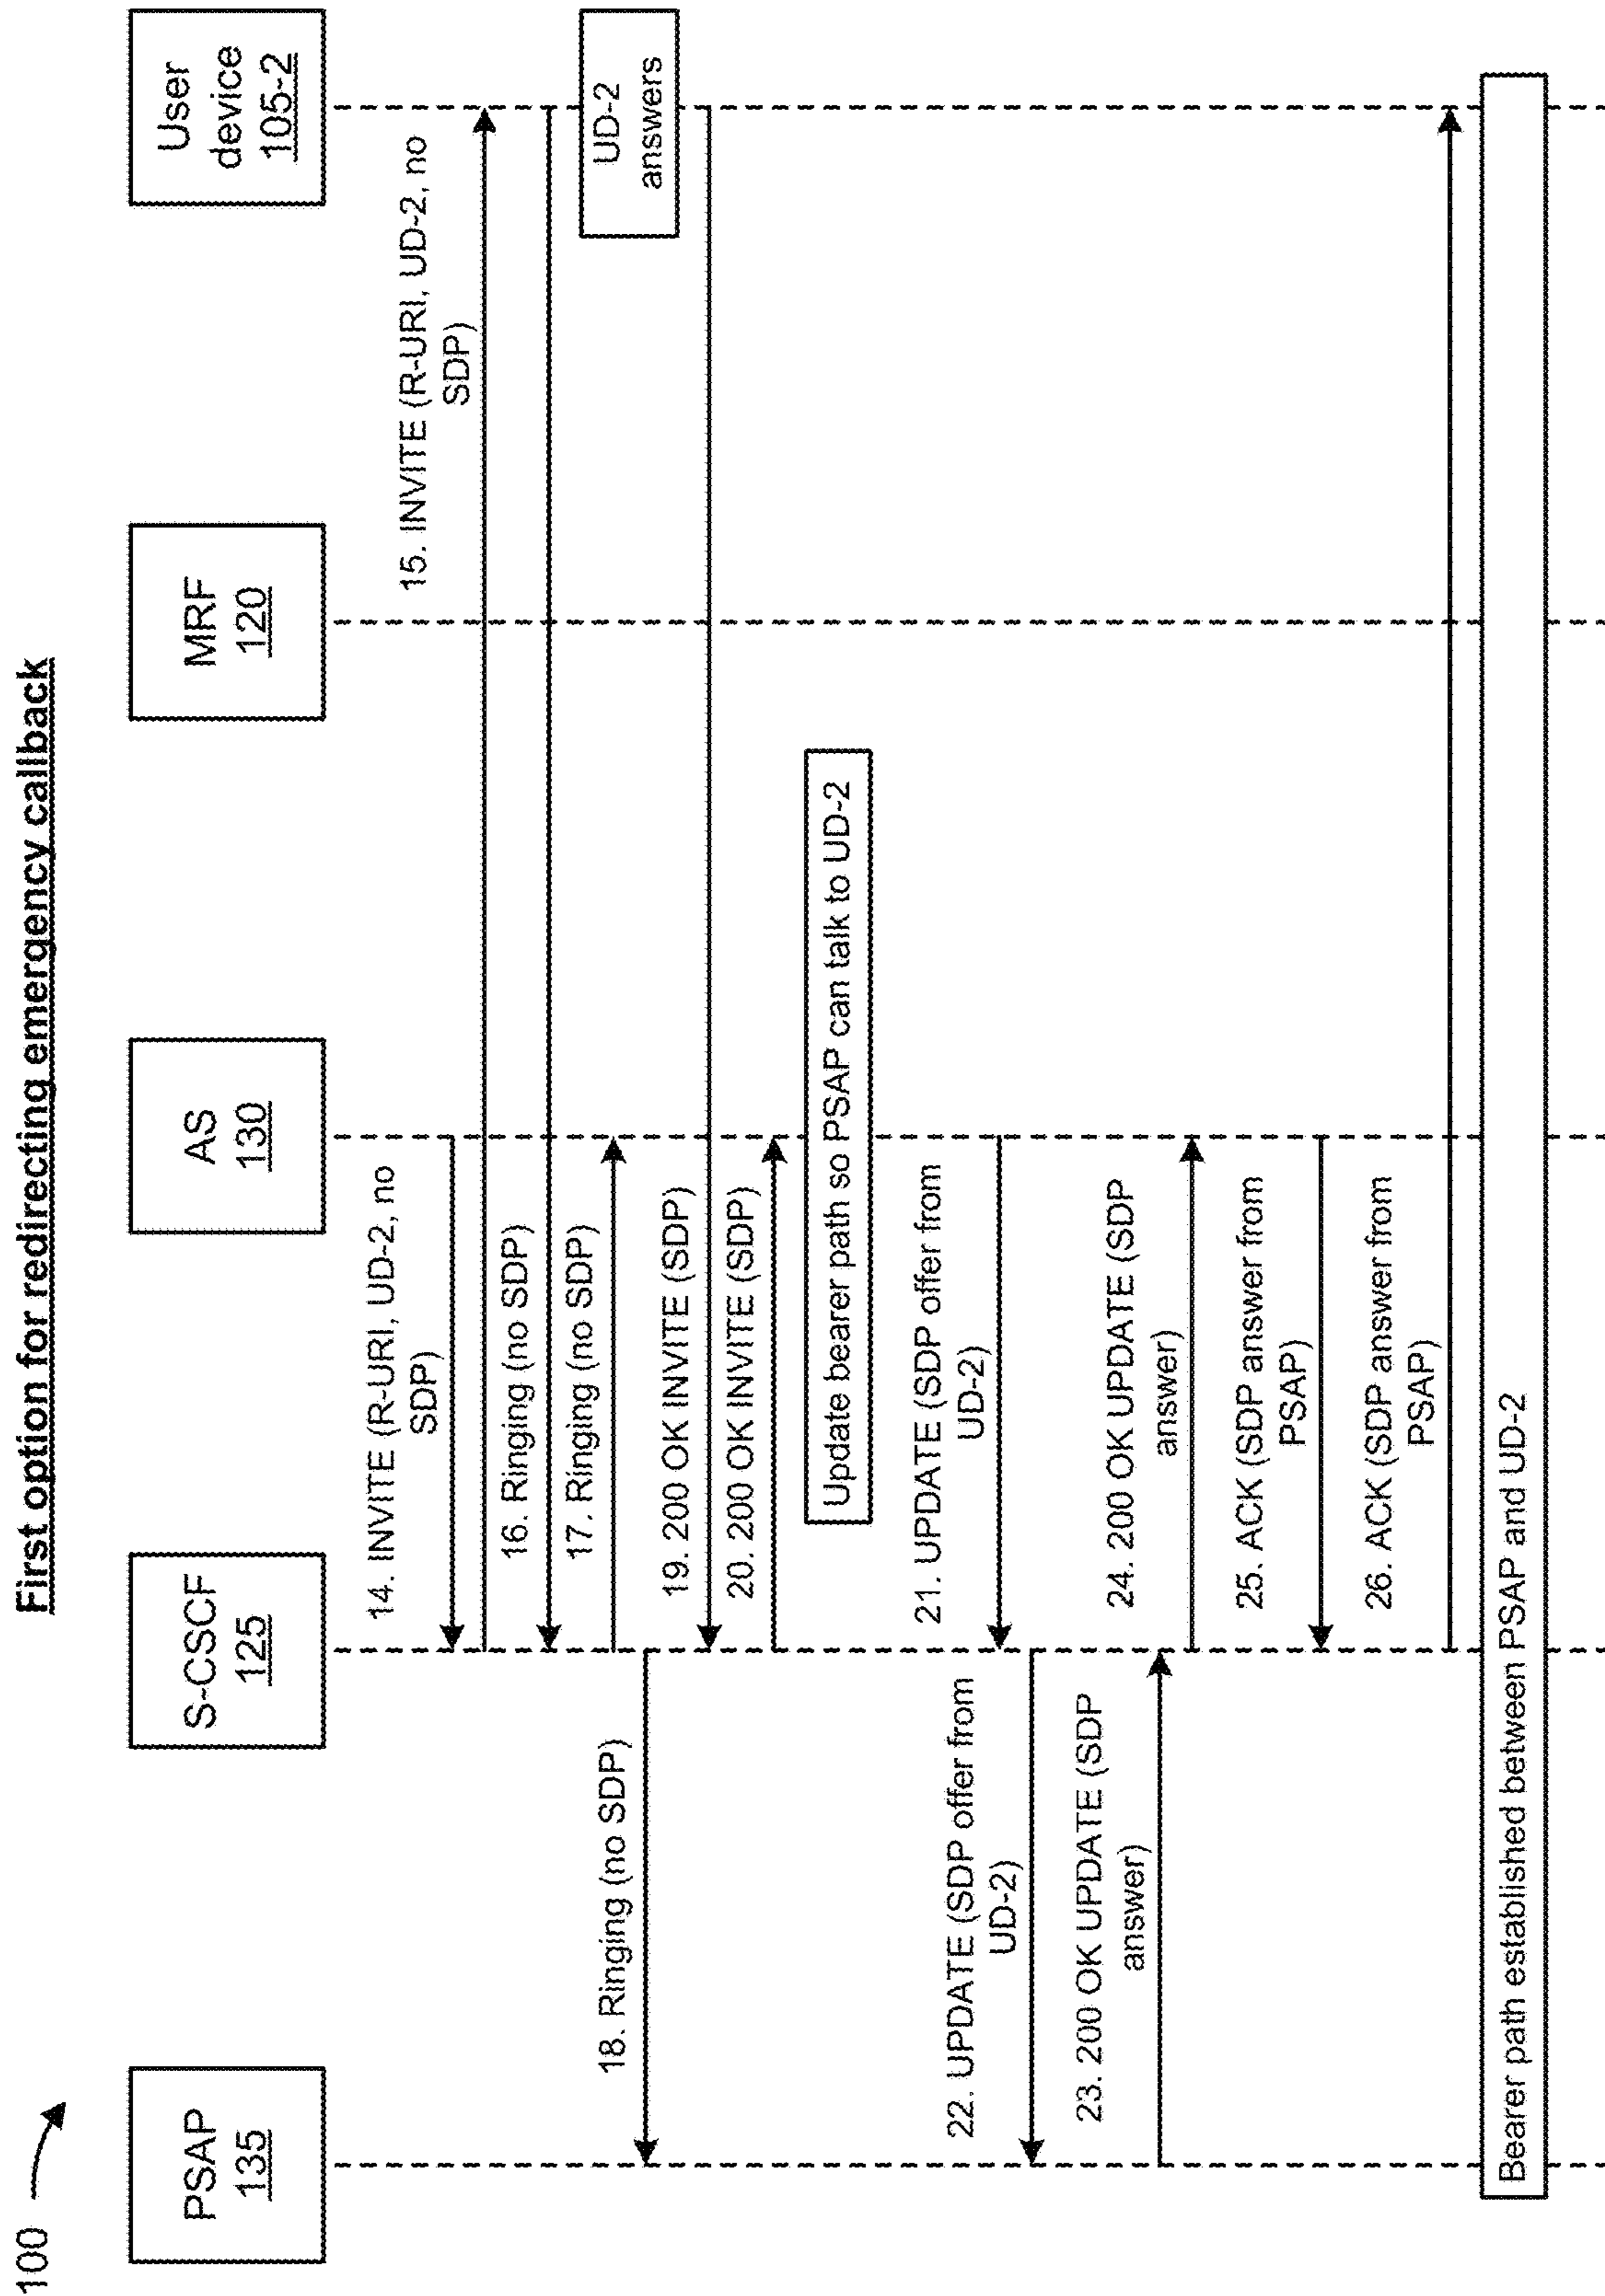 100
First option for redirecting emergency callback
PSAP
135
S-CSCF
125
AS
130
MRF
120
User
device
105-2
14. INVITE (R-URI, UD-2, no
SDP)
15. INVITE (R-URI, UD-2, no
SDP)
16. Ringing (no SDP)
17. Ringing (no SDP)
18. Ringing (no SDP)
UD-2
answers
19. 200 OK INVITE (SDP)
20. 200 OK INVITE (SDP)
Update bearer path so PSAP can talk to UD-2
21. UPDATE (SDP offer from
UD-2)
22. UPDATE (SDP offer from
UD-2)
23. 200 OK UPDATE (SDP
answer)
24. 200 OK UPDATE (SDP
answer)
25. ACK (SDP answer from
PSAP)
26. ACK (SDP answer from
PSAP)
Bearer path established between PSAP and UD-2